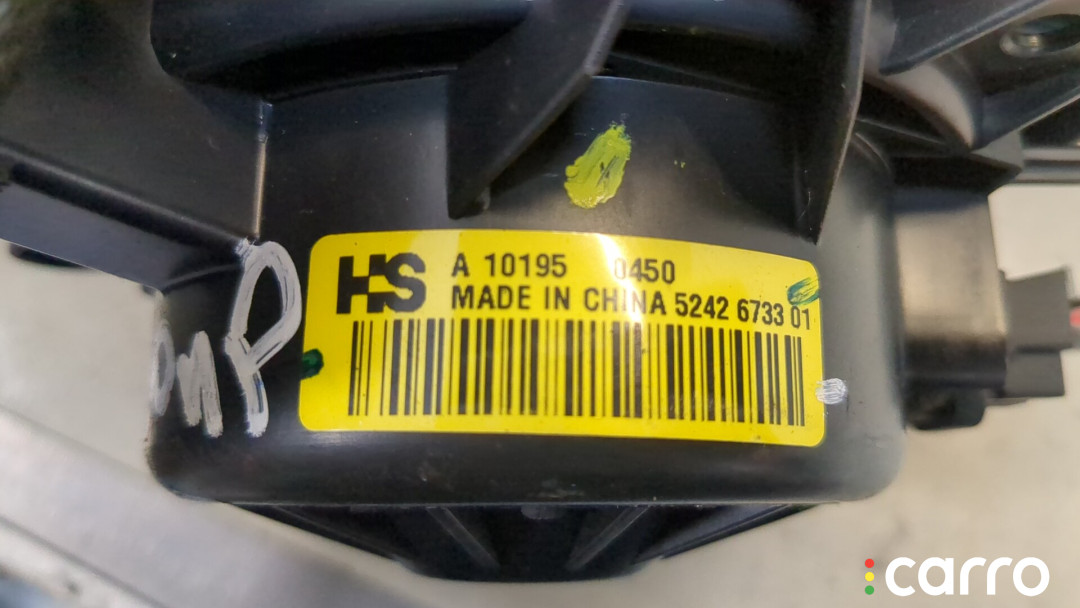 HS
A 10195 0450
MADE IN CHINA 5242 6733 01
carro